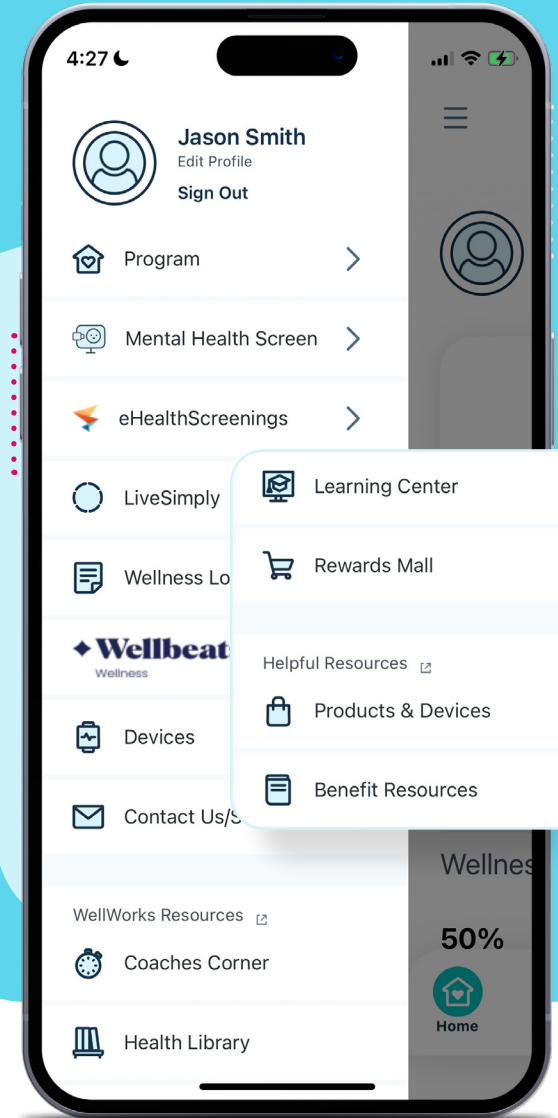 4:27
Jason Smith
Edit Profile
Sign Out
Program
Mental Health Screen
eHealthScreenings
LiveSimply
Wellness Lo
Wellbeat
Wellness
Devices
Contact Us/S
WellWorks Resources
Coaches Corner
Health Library
Learning Center
Rewards Mall
Helpful Resources
Products & Devices
Benefit Resources
Wellnes
50%
Home